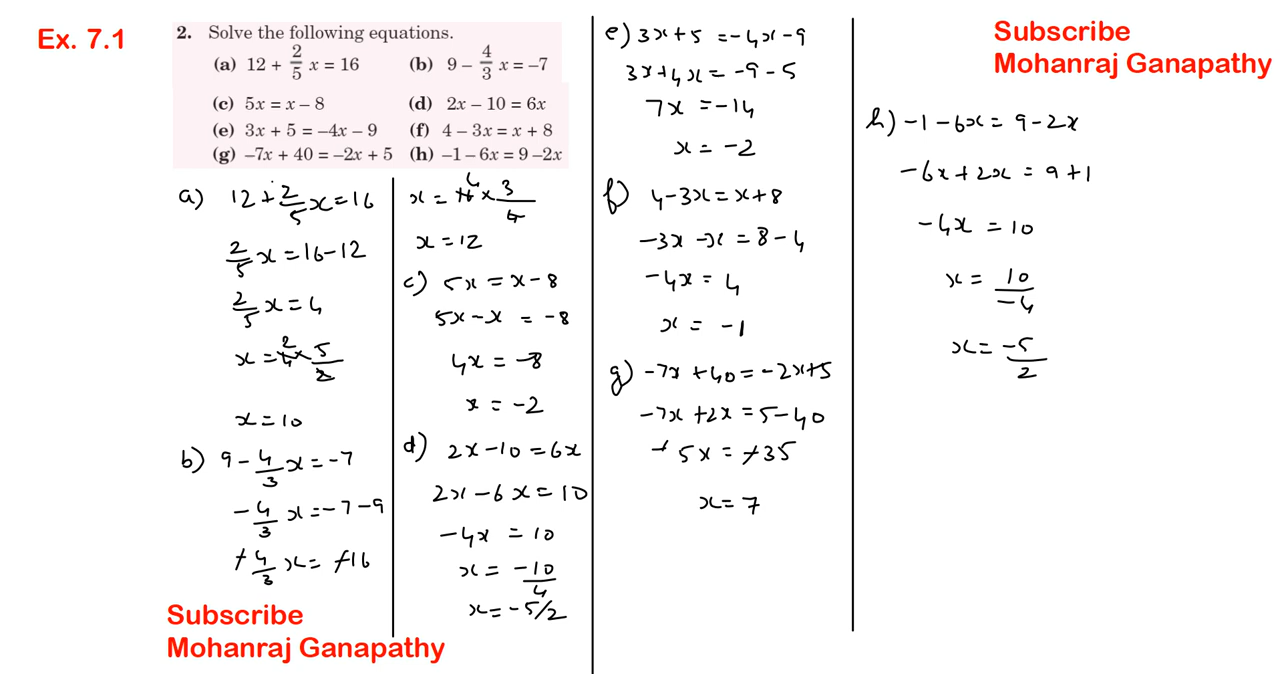 Ex. 7.1
2. Solve the following equations.
(a) 12 + 2/5 x = 16 (b) 9 − 4/3 x = −7
(c) 5x = x − 8 (d) 2x − 10 = 6x
(e) 3x + 5 = −4x − 9 (f) 4 − 3x = x + 8
(g) −7x + 40 = −2x + 5 (h) −1 − 6x = 9 −2x
a) 12 + 2/5 x = 16
2/5 x = 16 − 12
2/5 x = 4
x = 4 2 × 5/2
x = 10
b) 9 − 4/3 x = −7
− 4/3 x = −7 − 9
− 4/3 x = −16
x = 16 4 × 3/4
x = 12
c) 5x = x − 8
5x − x = −8
4x = −8
x = −2
d) 2x − 10 = 6x
2x − 6x = 10
−4x = 10
x = −10/4
x = −5/2
e) 3x + 5 = −4x − 9
3x + 4x = −9 − 5
7x = −14
x = −2
f) 4 − 3x = x + 8
−3x − x = 8 − 4
−4x = 4
x = −1
g) −7x + 40 = −2x + 5
−7x + 2x = 5 − 40
−5x = −35
x = 7
h) −1 − 6x = 9 − 2x
−6x + 2x = 9 + 1
−4x = 10
x = 10/−4
x = −5/2
Subscribe
Mohanraj Ganapathy
Subscribe
Mohanraj Ganapathy